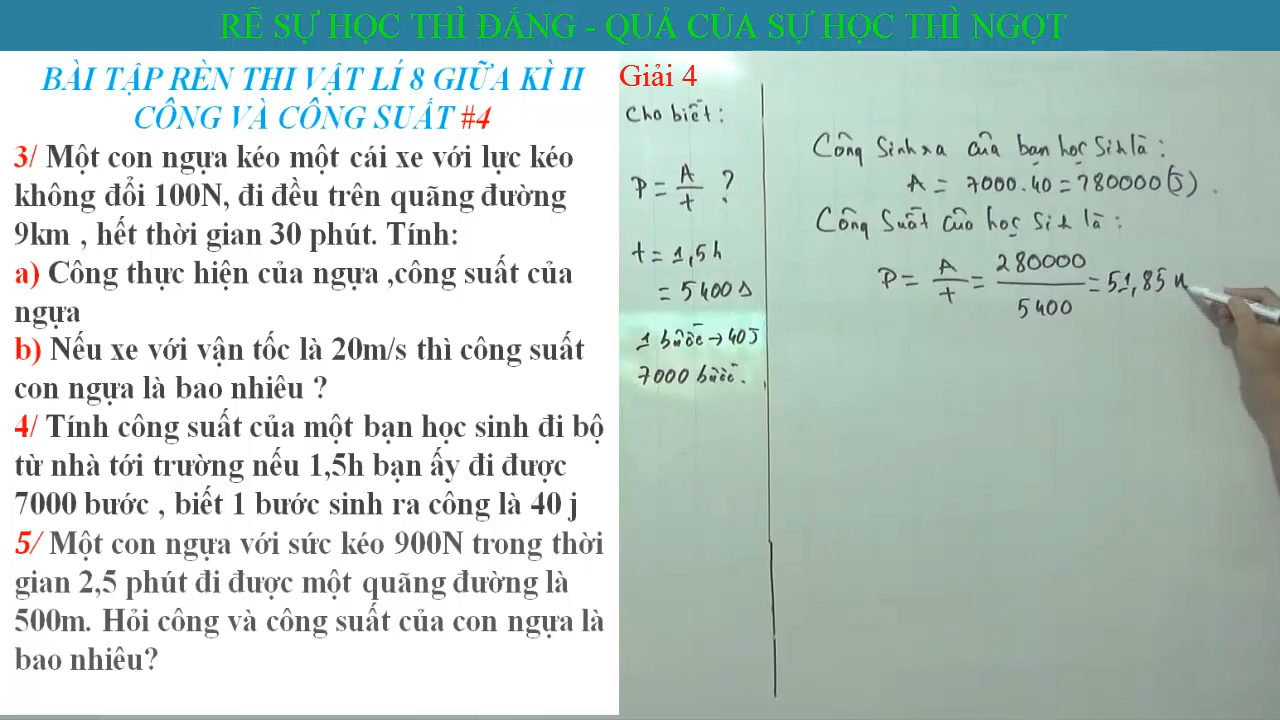 RỄ SỰ HỌC THÌ ĐẮNG - QUẢ CỦA SỰ HỌC THÌ NGỌT
BÀI TẬP RÈN THI VẬT LÍ 8 GIỮA KÌ II
CÔNG VÀ CÔNG SUẤT #4
3/ Một con ngựa kéo một cái xe với lực kéo
không đổi 100N, đi đều trên quãng đường
9km , hết thời gian 30 phút. Tính:
a) Công thực hiện của ngựa ,công suất của
ngựa
b) Nếu xe với vận tốc là 20m/s thì công suất
con ngựa là bao nhiêu ?
4/ Tính công suất của một bạn học sinh đi bộ
từ nhà tới trường nếu 1,5h bạn ấy đi được
7000 bước , biết 1 bước sinh ra công là 40 j
5/ Một con ngựa với sức kéo 900N trong thời
gian 2,5 phút đi được một quãng đường là
500m. Hỏi công và công suất của con ngựa là
bao nhiêu?
Giải 4
Cho biết:
P = A/t ?
t = 1,5h
= 5400s
1 bước → 40J
7000 bước.
Công Sinh ra của bạn học Sinh là:
A = 7000.40 = 280000(J).
Công Suất của học Sinh là:
P = A/t = 280000/5400 = 51,85